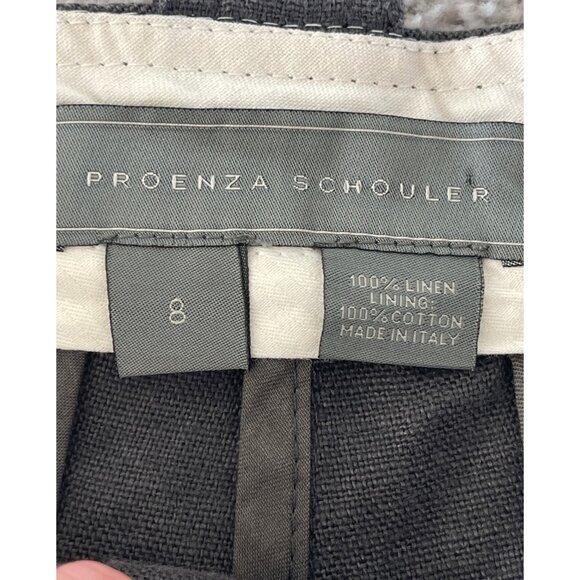 PROENZA SCHOULER
8
100% LINEN
LINING:
100% COTTON
MADE IN ITALY